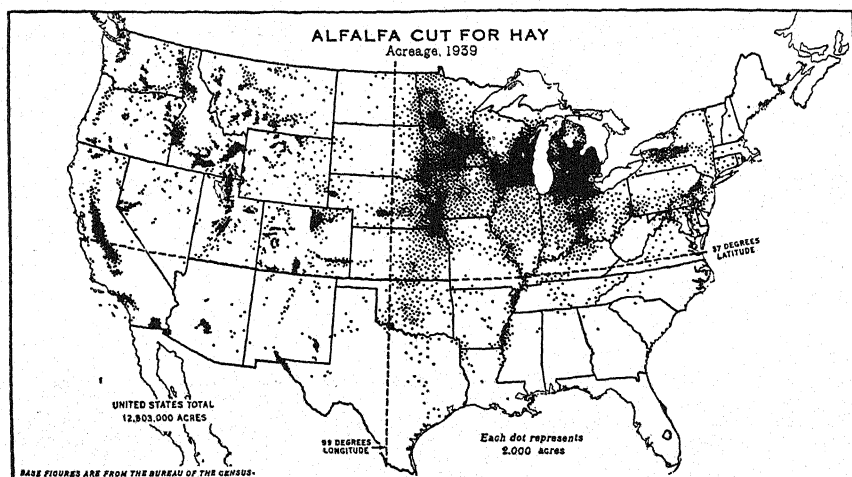 ALFALFA CUT FOR HAY
Acreage, 1939
37 DEGREES
LATITUDE
UNITED STATES TOTAL
12,903,000 ACRES
99 DEGREES
LONGITUDE
Each dot represents
2.000 acres
BASE FIGURES ARE FROM THE BUREAU OF THE CENSUS-